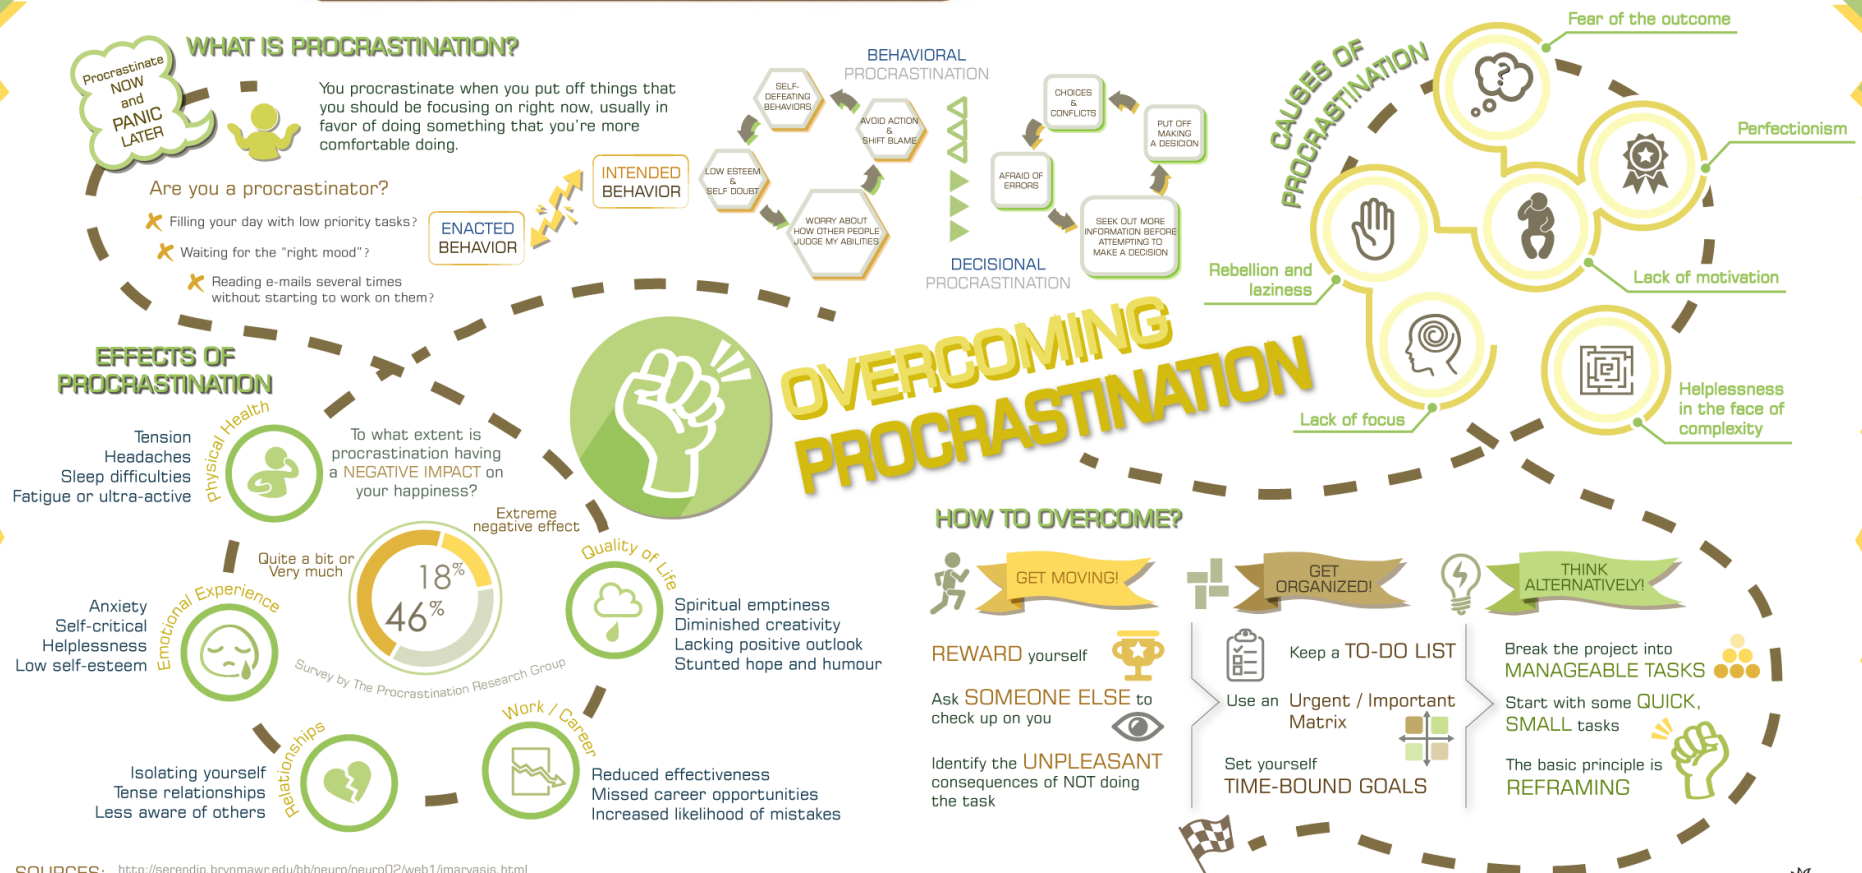 Procrastinate
NOW
and
PANIC
LATER
WHAT IS PROCRASTINATION?
You procrastinate when you put off things that
you should be focusing on right now, usually in
favor of doing something that you're more
comfortable doing.
Are you a procrastinator?
Filling your day with low priority tasks?
Waiting for the "right mood"?
Reading e-mails several times
without starting to work on them?
ENACTED
BEHAVIOR
INTENDED
BEHAVIOR
BEHAVIORAL
PROCRASTINATION
SELF-
DEFEATING
BEHAVIORS
AVOID ACTION
&
SHIFT BLAME
LOW ESTEEM
&
SELF DOUBT
WORRY ABOUT
HOW OTHER PEOPLE
JUDGE MY ABILITIES
DECISIONAL
PROCRASTINATION
CHOICES
&
CONFLICTS
PUT OFF
MAKING
A DESICION
AFRAID OF
ERRORS
SEEK OUT MORE
INFORMATION BEFORE
ATTEMPTING TO
MAKE A DECISION
CAUSES OF
PROCRASTINATION
Fear of the outcome
Perfectionism
Lack of motivation
Rebellion and
laziness
Lack of focus
Helplessness
in the face of
complexity
OVERCOMING
PROCRASTINATION
EFFECTS OF
PROCRASTINATION
Physical Health
Tension
Headaches
Sleep difficulties
Fatigue or ultra-active
To what extent is
procrastination having
a NEGATIVE IMPACT on
your happiness?
Extreme
negative effect
Quite a bit or
Very much
18%
46%
Survey by The Procrastination Research Group
Emotional Experience
Anxiety
Self-critical
Helplessness
Low self-esteem
Quality of Life
Spiritual emptiness
Diminished creativity
Lacking positive outlook
Stunted hope and humour
Relationships
Isolating yourself
Tense relationships
Less aware of others
Work / Career
Reduced effectiveness
Missed career opportunities
Increased likelihood of mistakes
HOW TO OVERCOME?
GET MOVING!
REWARD yourself
Ask SOMEONE ELSE to
check up on you
Identify the UNPLEASANT
consequences of NOT doing
the task
GET
ORGANIZED!
Keep a TO-DO LIST
Use an Urgent / Important
Matrix
Set yourself
TIME-BOUND GOALS
THINK
ALTERNATIVELY!
Break the project into
MANAGEABLE TASKS
Start with some QUICK,
SMALL tasks
The basic principle is
REFRAMING
SOURCES: http://serendip.brynmawr.edu/bb/neuro/neuro02/web1/imarvasis.html